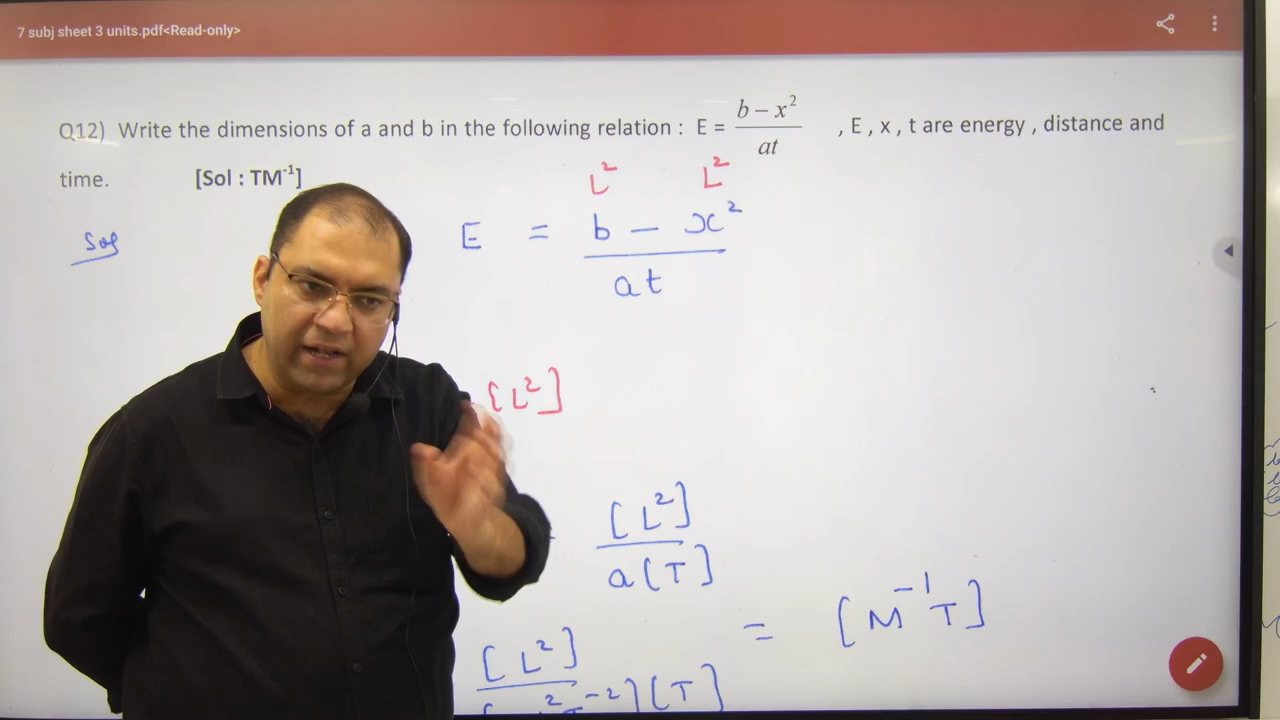 7 subj sheet 3 units.pdf<Read-only>
Q12) Write the dimensions of a and b in the following relation : E = (b − x²)/(at) , E , x , t are energy , distance and
time. [Sol : TM⁻¹]
L² L²
Sol E = (b − x²)/(at)
[L²]
[L²]/(a[T])
= [M⁻¹T]
[L²]
[T]